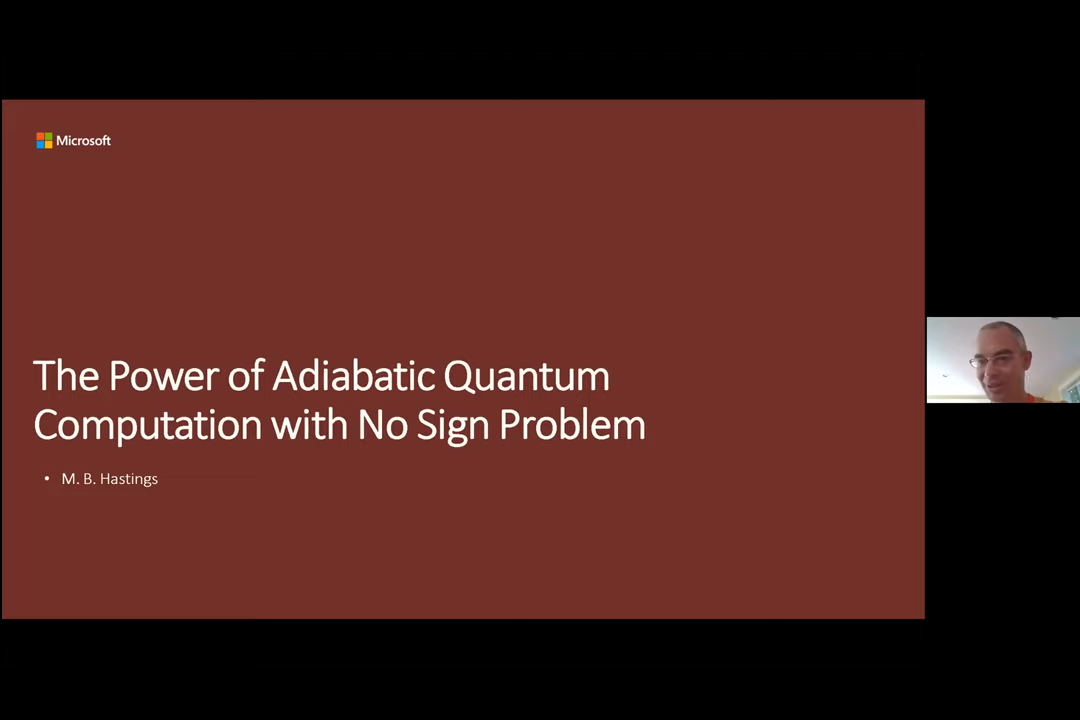 Microsoft
The Power of Adiabatic Quantum
Computation with No Sign Problem
• M. B. Hastings